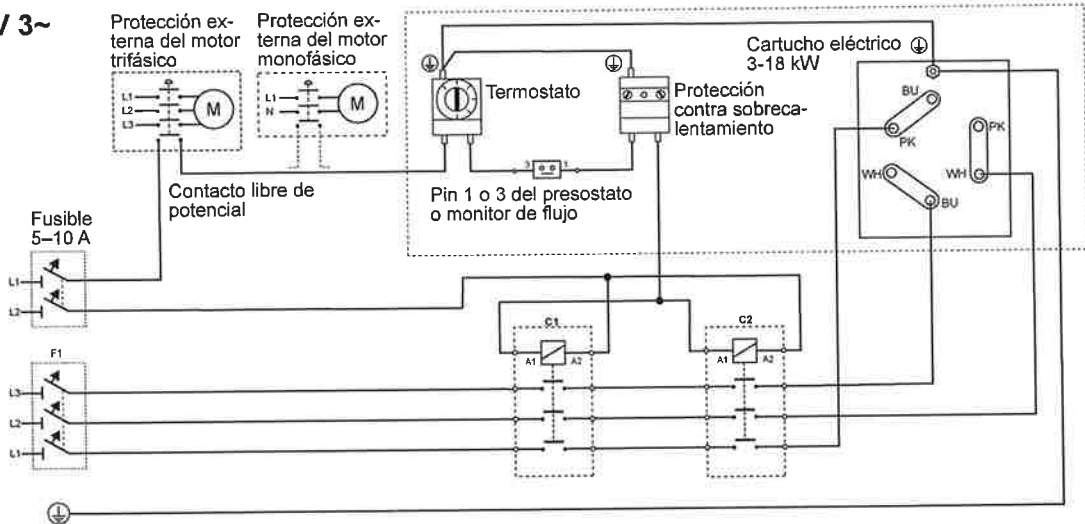 V 3~
Protección ex-
terna del motor
trifásico
Protección ex-
terna del motor
monofásico
L1
L2
L3
M
L1
N
M
Termostato
Protección
contra sobreca-
lentamiento
Cartucho eléctrico
3-18 kW
BU
PK
PK
WH
WH
BU
3
1
Contacto libre de
potencial
Pin 1 o 3 del presostato
o monitor de flujo
Fusible
5–10 A
L1
L2
C1
A1
A2
C2
A1
A2
F1
L3
L2
L1